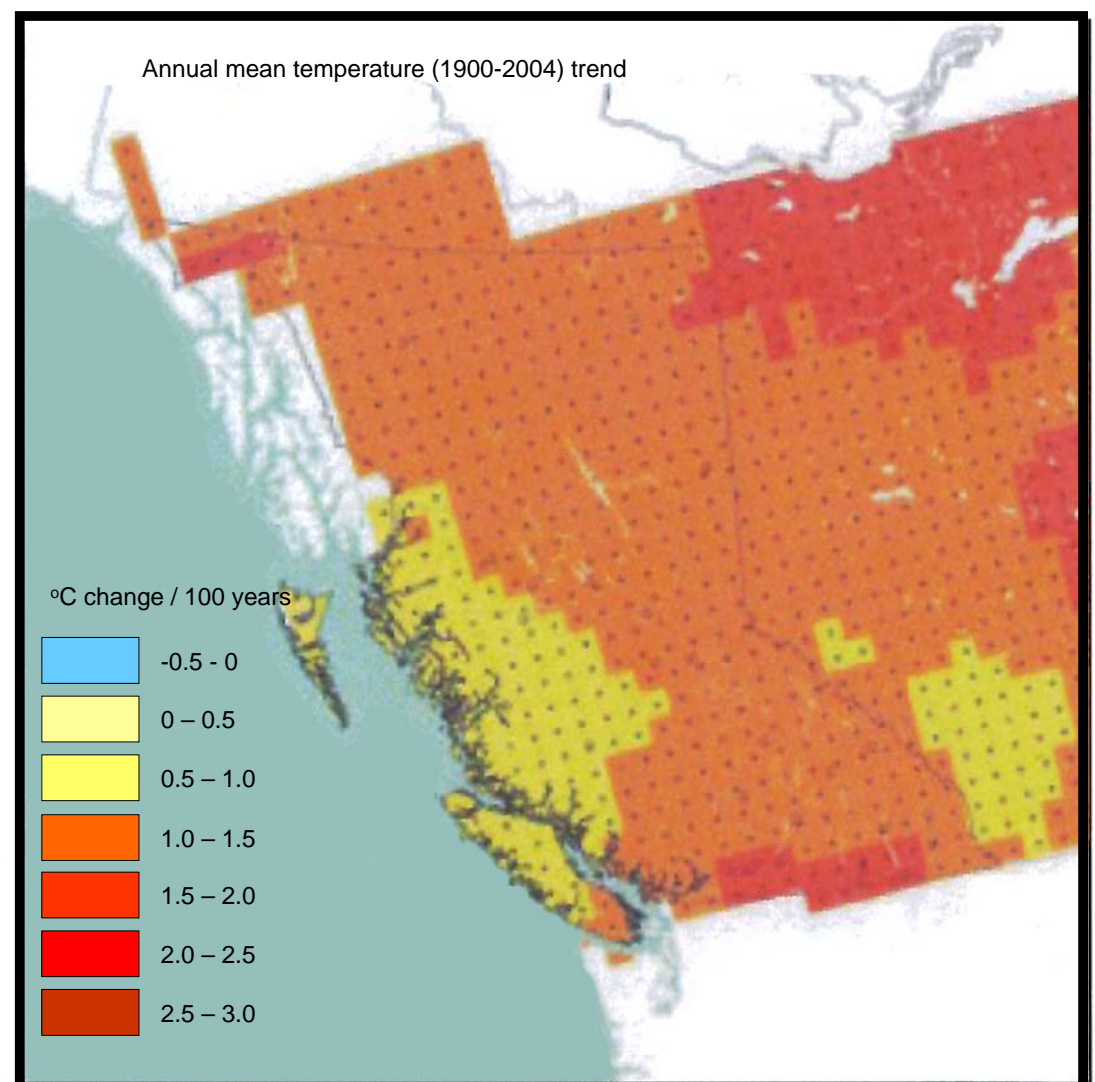 Annual mean temperature (1900-2004) trend
ºC change / 100 years
-0.5 - 0
0 – 0.5
0.5 – 1.0
1.0 – 1.5
1.5 – 2.0
2.0 – 2.5
2.5 – 3.0